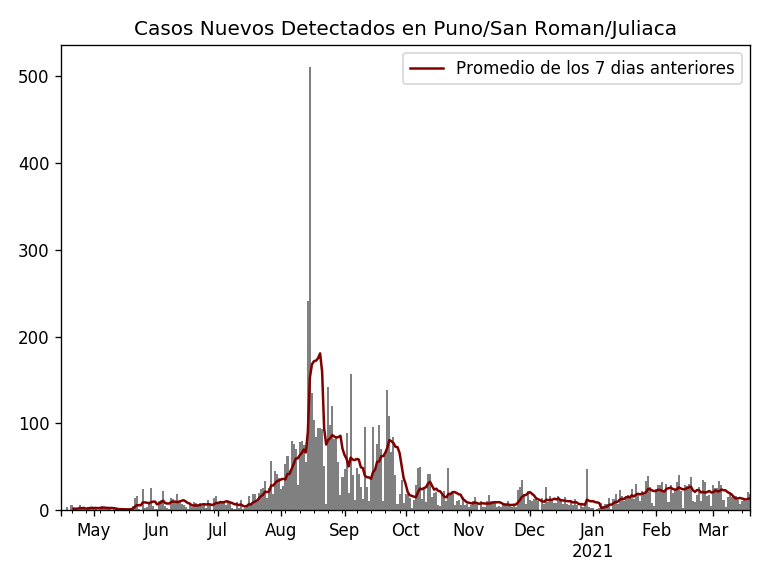 Casos Nuevos Detectados en Puno/San Roman/Juliaca
Promedio de los 7 dias anteriores
500
400
300
200
100
0
May Jun Jul Aug Sep Oct Nov Dec Jan Feb Mar
2021